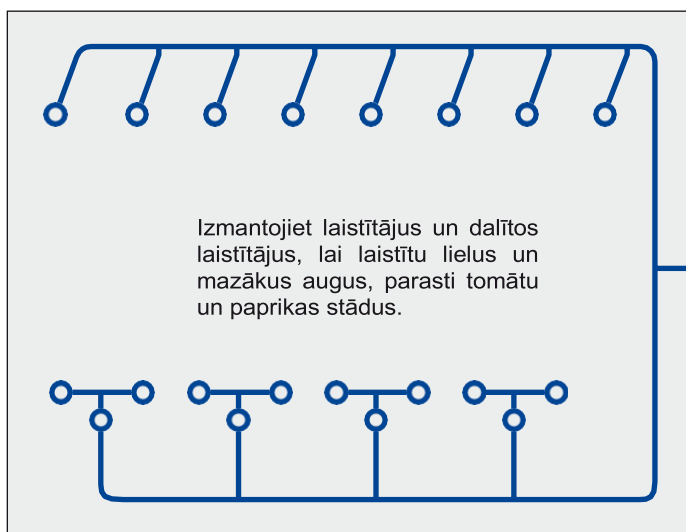 Izmantojiet laistītājus un dalītos
laistītājus, lai laistītu lielus un
mazākus augus, parasti tomātu
un paprikas stādus.